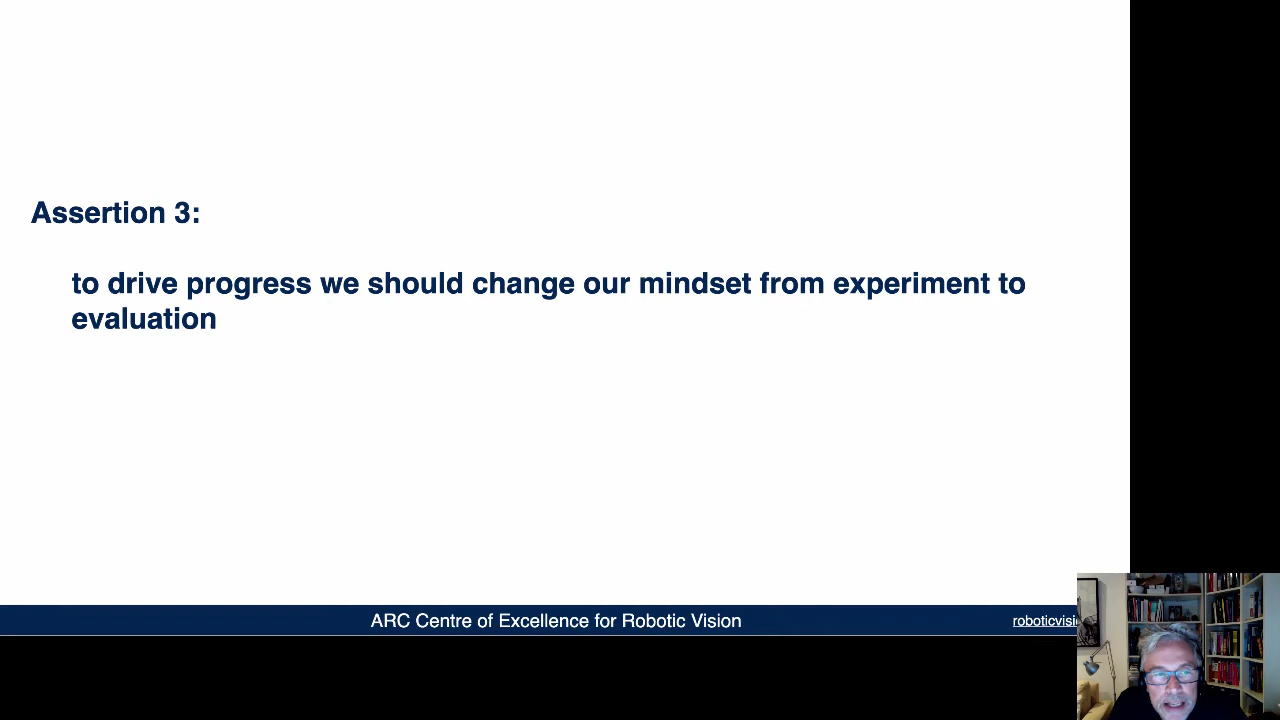 Assertion 3:
to drive progress we should change our mindset from experiment to
evaluation
ARC Centre of Excellence for Robotic Vision